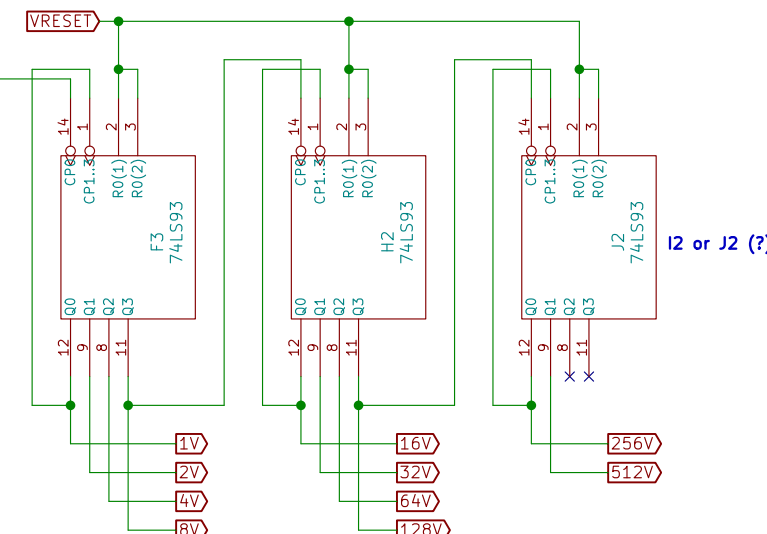 VRESET
14
1
2
3
CP0
CP1..3
R0(1)
R0(2)
F3
74LS93
Q0
Q1
Q2
Q3
12
9
8
11
1V
2V
4V
8V
14
1
2
3
CP0
CP1..3
R0(1)
R0(2)
H2
74LS93
Q0
Q1
Q2
Q3
12
9
8
11
16V
32V
64V
128V
14
1
2
3
CP0
CP1..3
R0(1)
R0(2)
J2
74LS93
I2 or J2 (?)
Q0
Q1
Q2
Q3
12
9
8
11
256V
512V